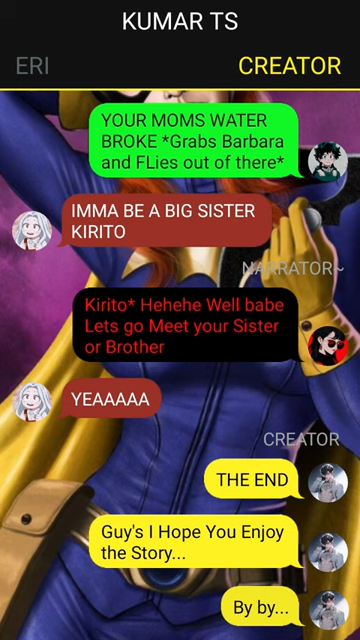 KUMAR TS
ERI
CREATOR
YOUR MOMS WATER
BROKE *Grabs Barbara
and FLies out of there*
IMMA BE A BIG SISTER
KIRITO
NARRATOR~
Kirito* Hehehe Well babe
Lets go Meet your Sister
or Brother
YEAAAAA
CREATOR
THE END
Guy's I Hope You Enjoy
the Story...
By by...